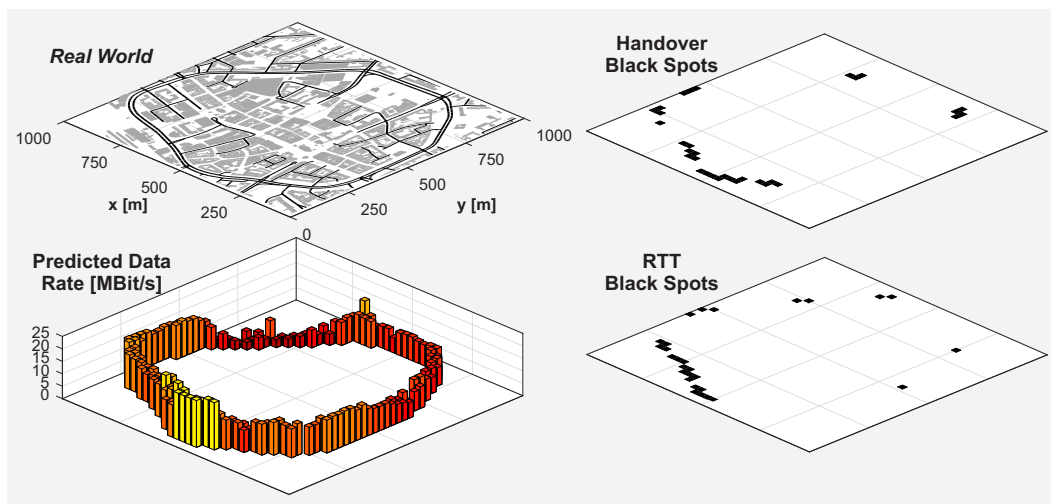 Real World
1000
750
500
250
x [m]
0
250
500
750
1000
y [m]
Handover
Black Spots
Predicted Data
Rate [MBit/s]
25
20
15
10
5
0
RTT
Black Spots